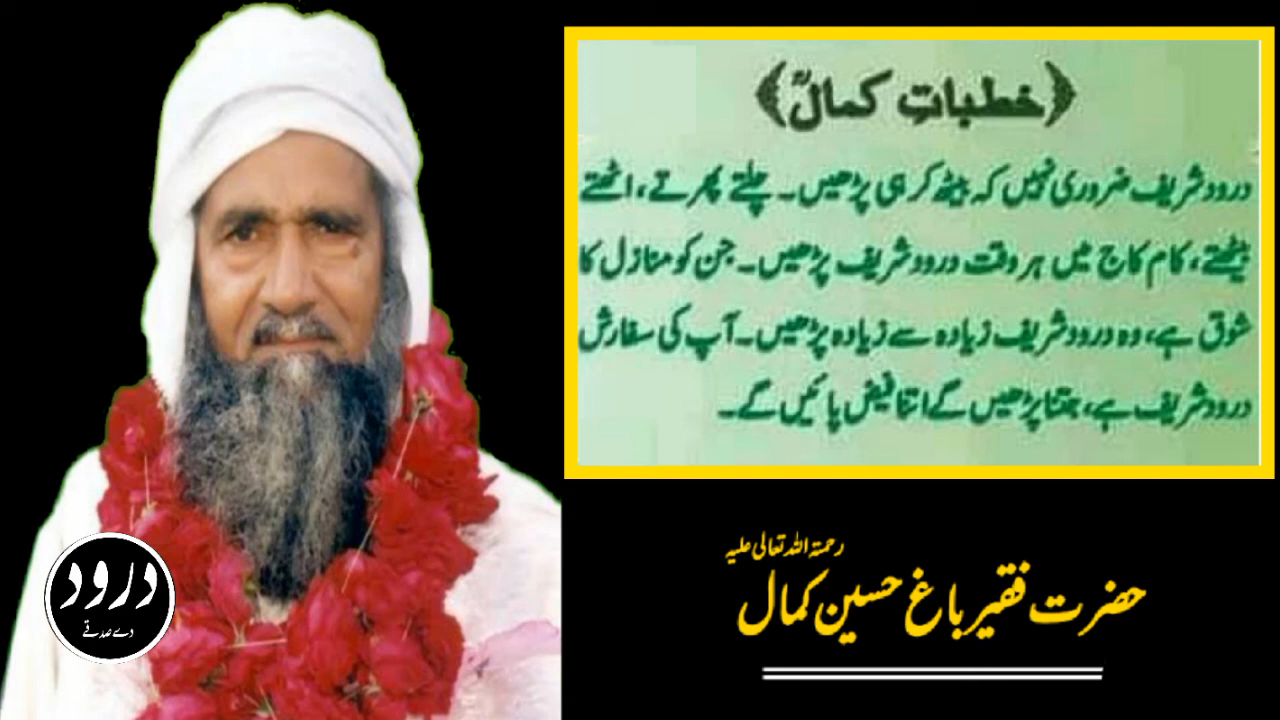 ﴿خطباتِ کمالؒ﴾
درود شریف ضروری نہیں کہ بیٹھ کر ہی پڑھیں۔ چلتے پھرتے، اٹھتے
بیٹھتے، کام کاج میں ہر وقت درود شریف پڑھیں۔ جن کو منازل کا
شوق ہے، وہ درود شریف زیادہ سے زیادہ پڑھیں۔ آپ کی سفارش
درود شریف ہے، جتنا پڑھیں گے اتنا فیض پائیں گے۔
رحمتہ اللہ تعالی علیہ
حضرت فقیر باغ حسین کمال
درود
دے صدقے